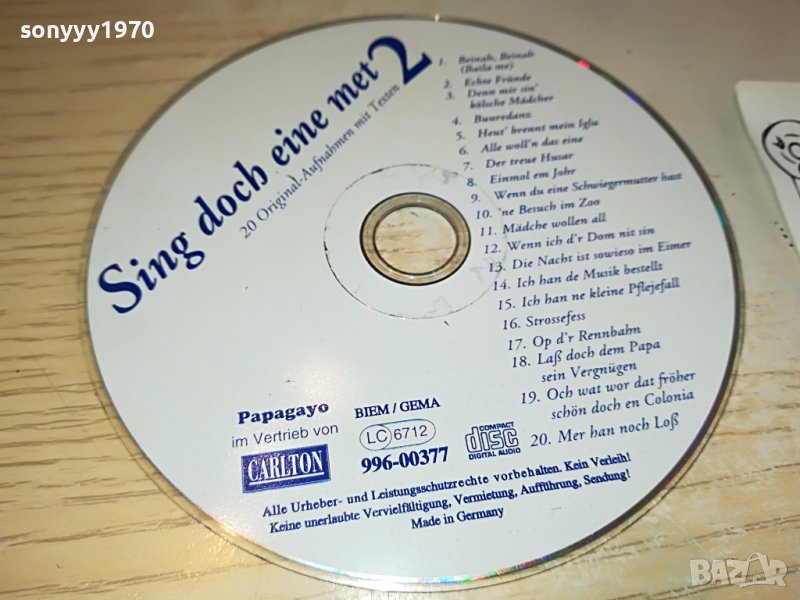 sonyyy1970
Sing doch eine met 2
20 Original-Aufnahmen mit Texten
1. Beinah, Beinah
(Baila me)
2. Echte Fründe
3. Denn mir sin'
kölsche Mädcher
4. Buuredanz
5. Heut' brennt mein Iglu
6. Alle woll'n das eine
7. Der treue Husar
8. Einmol em Johr
9. Wenn du eine Schwiegermutter hast
10. 'ne Besuch im Zoo
11. Mädche wollen all
12. Wenn ich d'r Dom nit sin
13. Die Nacht ist sowieso im Eimer
14. Ich han de Musik bestellt
15. Ich han ne kleine Pflejefall
16. Strossefess
17. Op d'r Rennbahn
18. Laß doch dem Papa
sein Vergnügen
19. Och wat wor dat fröher
schön doch en Colonia
20. Mer han noch Loß
Papagayo
im Vertrieb von
CARLTON
BIEM / GEMA
LC 6712
996-00377
COMPACT
disc
DIGITAL AUDIO
Alle Urheber- und Leistungsschutzrechte vorbehalten. Kein Verleih!
Keine unerlaubte Vervielfältigung, Vermietung, Aufführung, Sendung!
Made in Germany
BAZAR